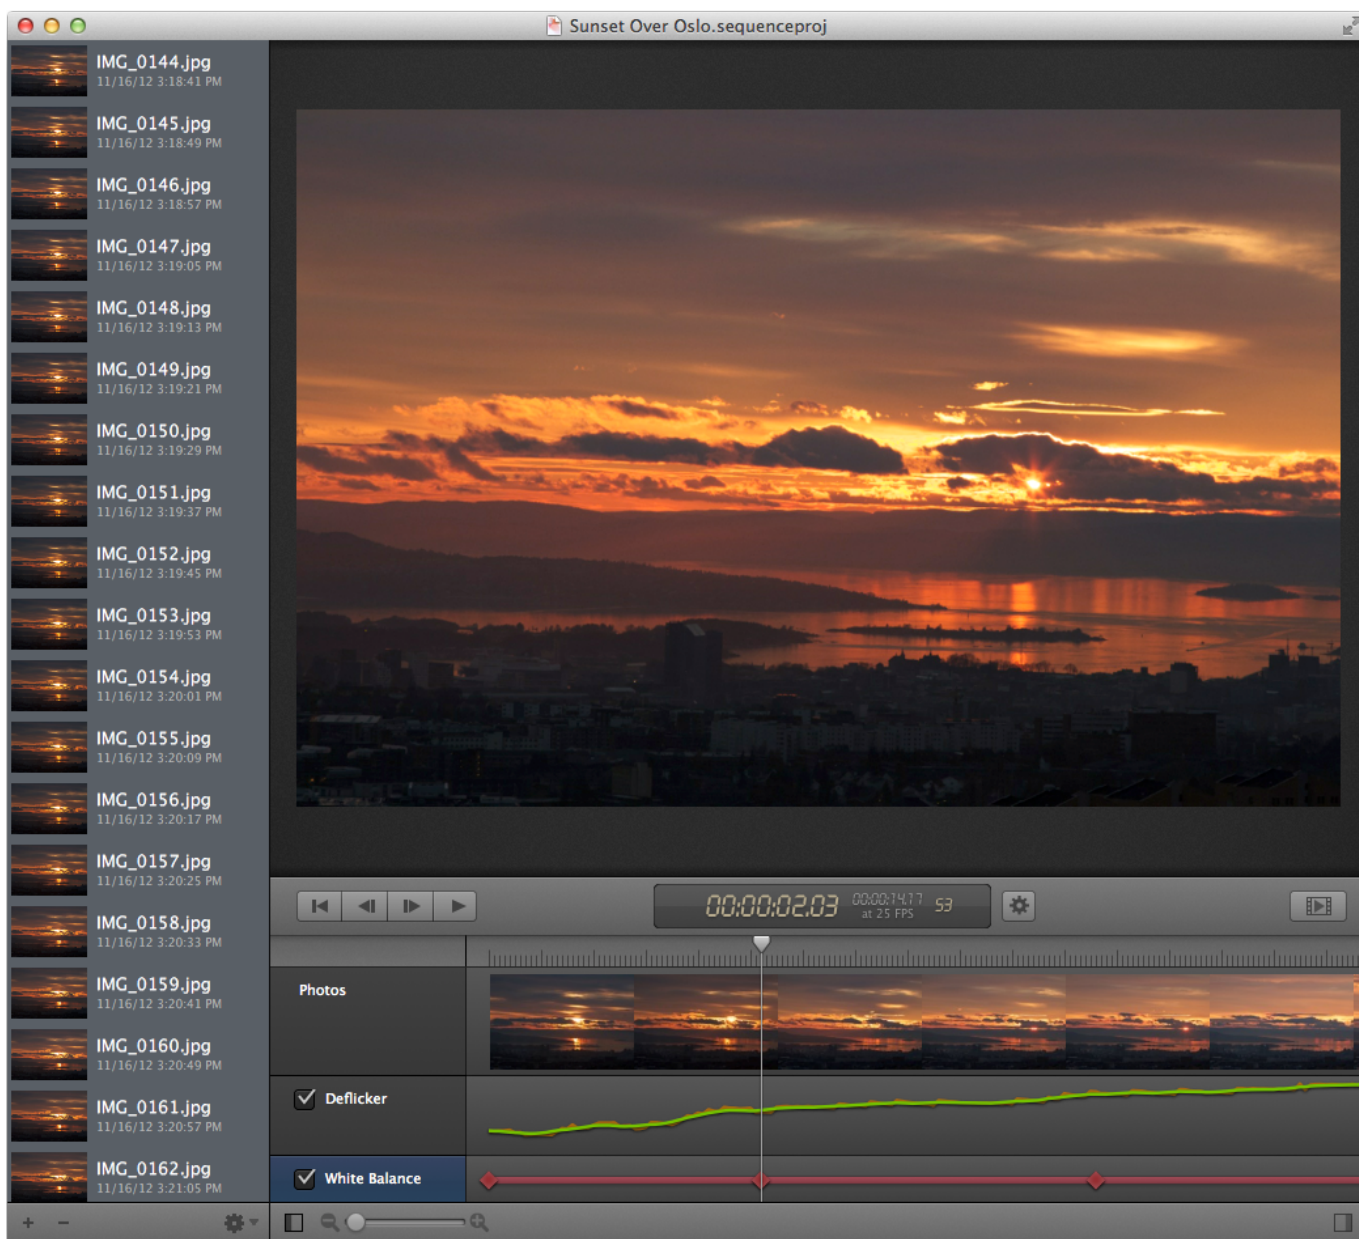 Sunset Over Oslo.sequenceproj
IMG_0144.jpg
11/16/12 3:18:41 PM
IMG_0145.jpg
11/16/12 3:18:49 PM
IMG_0146.jpg
11/16/12 3:18:57 PM
IMG_0147.jpg
11/16/12 3:19:05 PM
IMG_0148.jpg
11/16/12 3:19:13 PM
IMG_0149.jpg
11/16/12 3:19:21 PM
IMG_0150.jpg
11/16/12 3:19:29 PM
IMG_0151.jpg
11/16/12 3:19:37 PM
IMG_0152.jpg
11/16/12 3:19:45 PM
IMG_0153.jpg
11/16/12 3:19:53 PM
IMG_0154.jpg
11/16/12 3:20:01 PM
IMG_0155.jpg
11/16/12 3:20:09 PM
IMG_0156.jpg
11/16/12 3:20:17 PM
IMG_0157.jpg
11/16/12 3:20:25 PM
IMG_0158.jpg
11/16/12 3:20:33 PM
IMG_0159.jpg
11/16/12 3:20:41 PM
IMG_0160.jpg
11/16/12 3:20:49 PM
IMG_0161.jpg
11/16/12 3:20:57 PM
IMG_0162.jpg
11/16/12 3:21:05 PM
00:00:02.03
00:00:14.17
at 25 FPS
53
Photos
Deflicker
White Balance